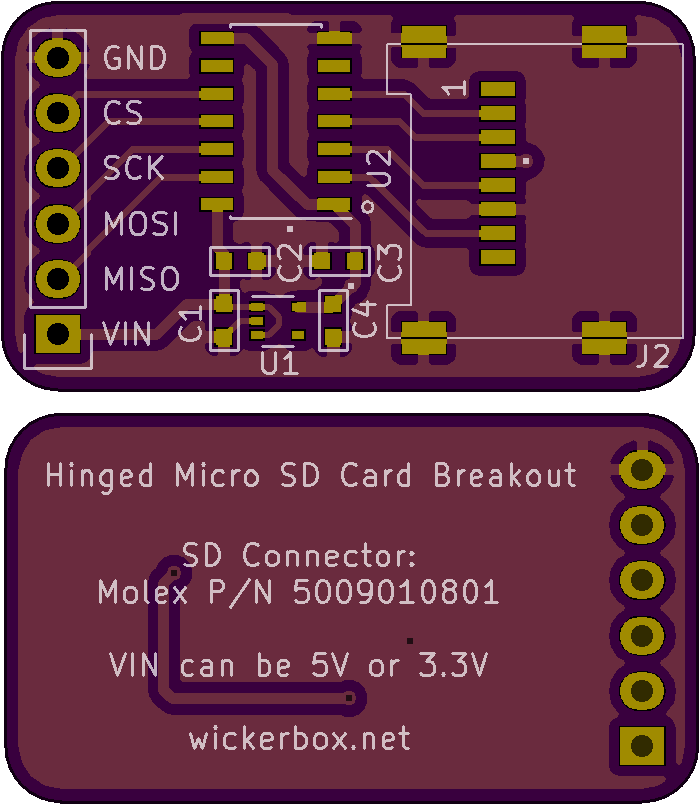 GND
CS
SCK
MOSI
MISO
VIN
1
U2
C2
C3
C1
C4
U1
J2
Hinged Micro SD Card Breakout
SD Connector:
Molex P/N 5009010801
VIN can be 5V or 3.3V
wickerbox.net